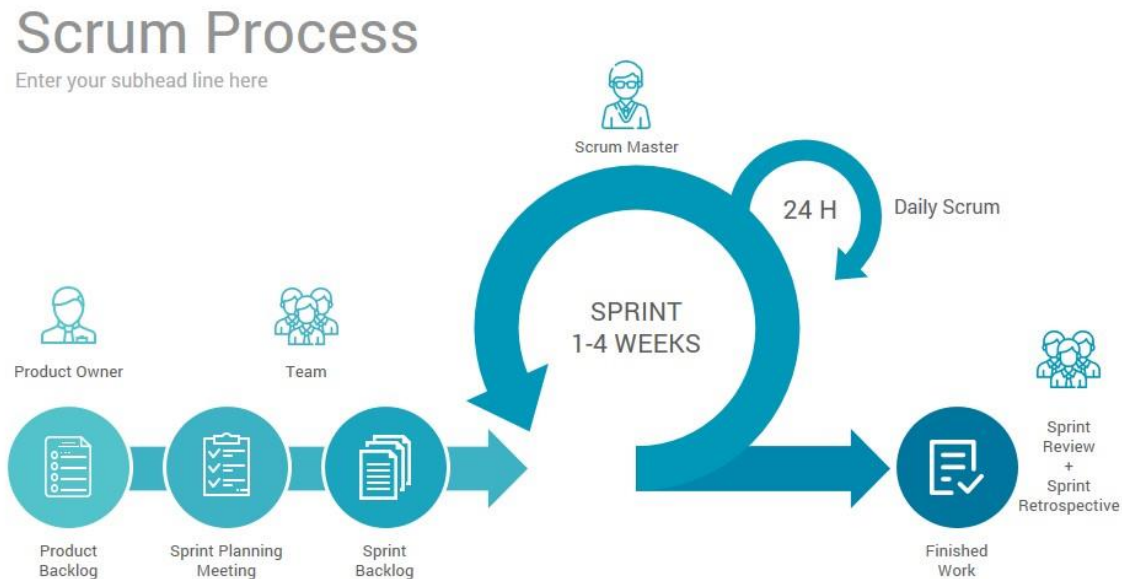 Scrum Process
Enter your subhead line here
Scrum Master
24 H
Daily Scrum
SPRINT
1-4 WEEKS
Product Owner
Team
Product
Backlog
Sprint Planning
Meeting
Sprint
Backlog
Finished
Work
Sprint
Review
+
Sprint
Retrospective